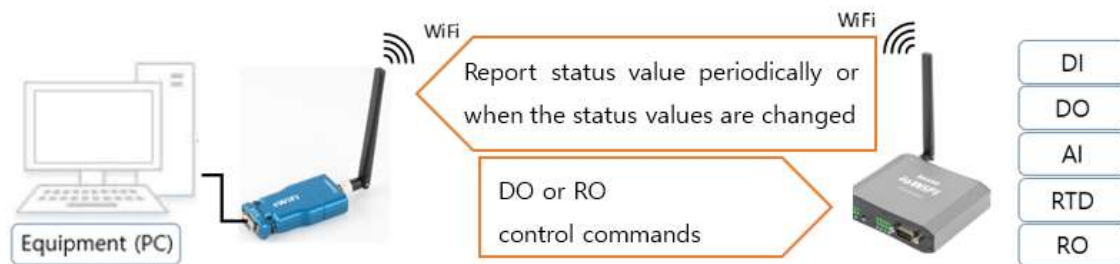 WiFi
WiFi
Report status value periodically or
when the status values are changed
DI
DO
AI
RTD
RO
DO or RO
control commands
Equipment (PC)